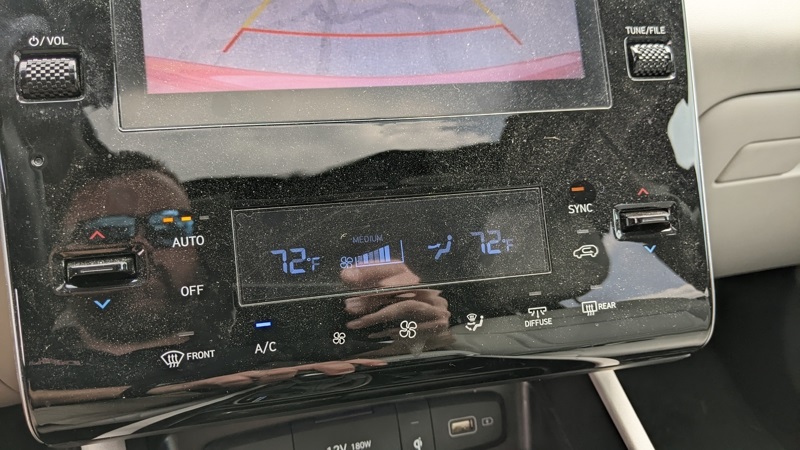 /VOL
TUNE/FILE
SYNC
AUTO
MEDIUM
72°F
72°F
OFF
REAR
DIFFUSE
FRONT
A/C
12V 180W